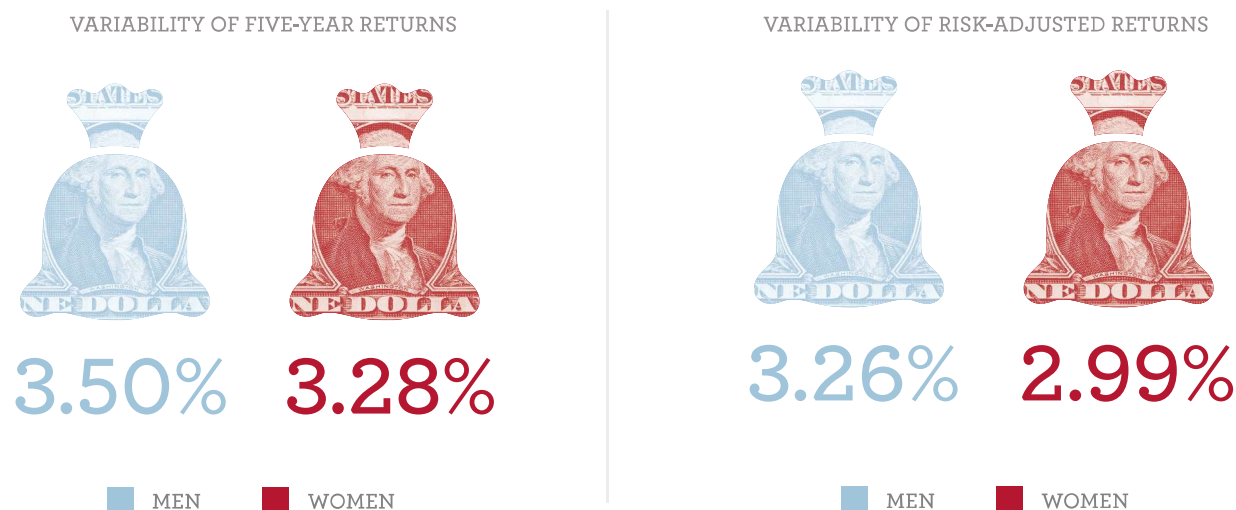 VARIABILITY OF FIVE-YEAR RETURNS
STATES
STATES
WASHINGTON
NE DOLLA
NE DOLLA
3.50%
3.28%
MEN
WOMEN
VARIABILITY OF RISK-ADJUSTED RETURNS
STATES
STATES
NE DOLLA
NE DOLLA
3.26%
2.99%
MEN
WOMEN